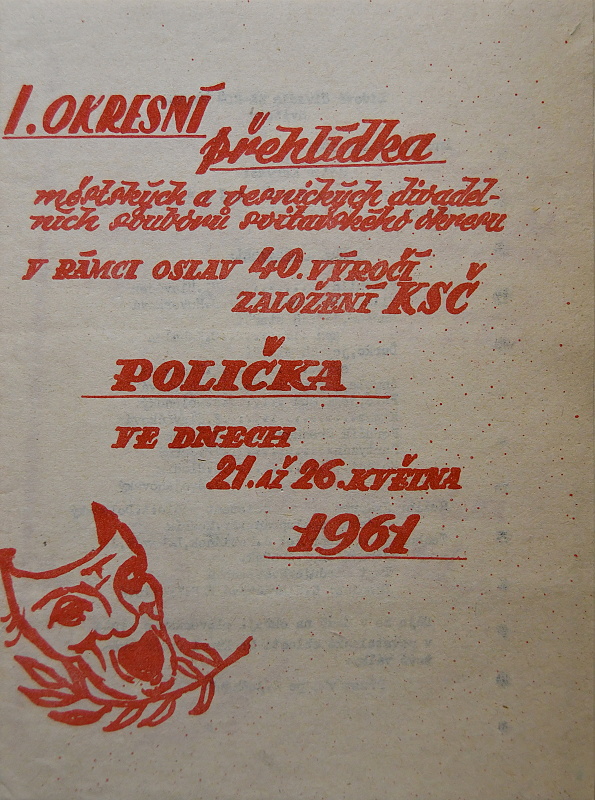 I. OKRESNÍ
přehlídka
městských a vesnických divadel-
ních souborů svitavského okresu
V RÁMCI OSLAV 40. VÝROČÍ
ZALOŽENÍ KSČ
POLIČKA
VE DNECH
21. AŽ 26. KVĚTNA
1961